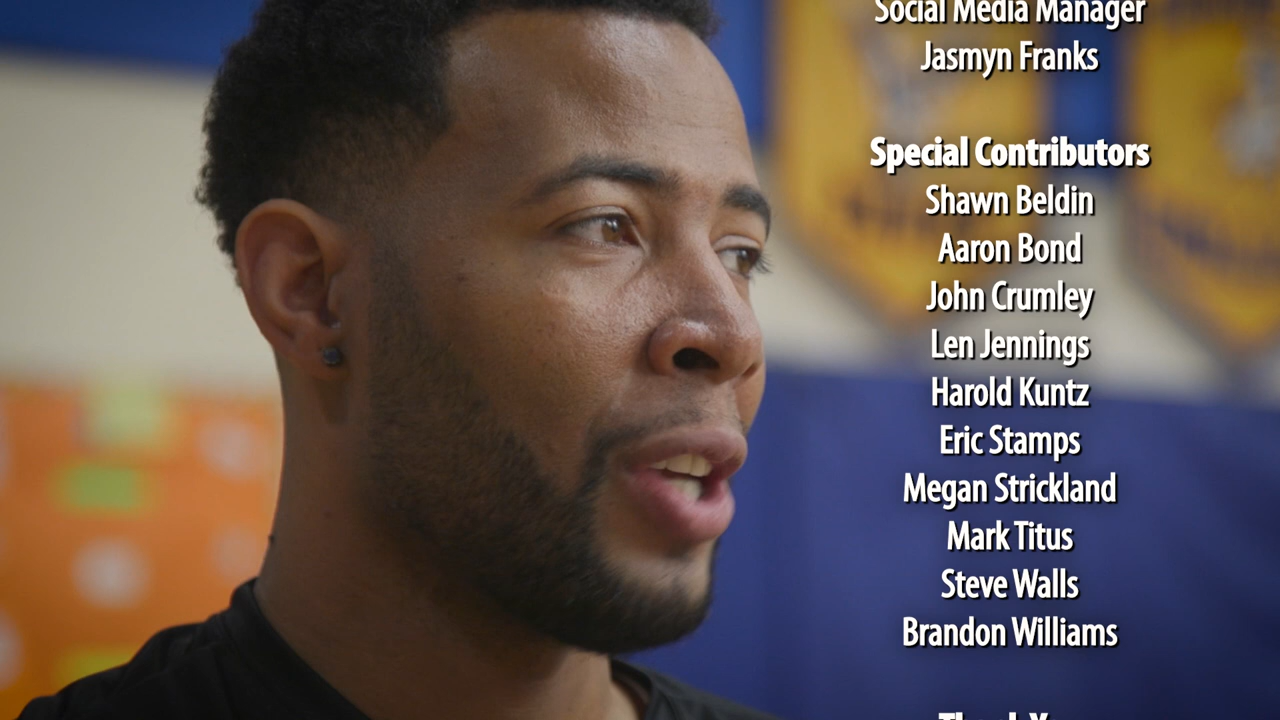 Social Media Manager
Jasmyn Franks
Special Contributors
Shawn Beldin
Aaron Bond
John Crumley
Len Jennings
Harold Kuntz
Eric Stamps
Megan Strickland
Mark Titus
Steve Walls
Brandon Williams